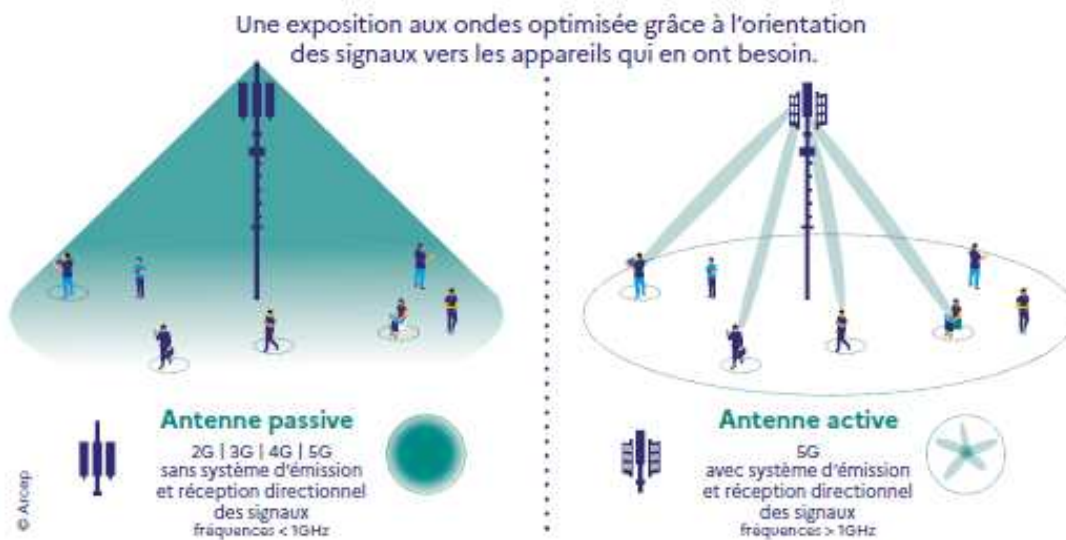 Une exposition aux ondes optimisée grâce à l'orientation
des signaux vers les appareils qui en ont besoin.
Antenne passive
2G | 3G | 4G | 5G
sans système d'émission
et réception directionnel
des signaux
fréquences < 1GHz
Antenne active
5G
avec système d'émission
et réception directionnel
des signaux
fréquences > 1GHz
© Arcep